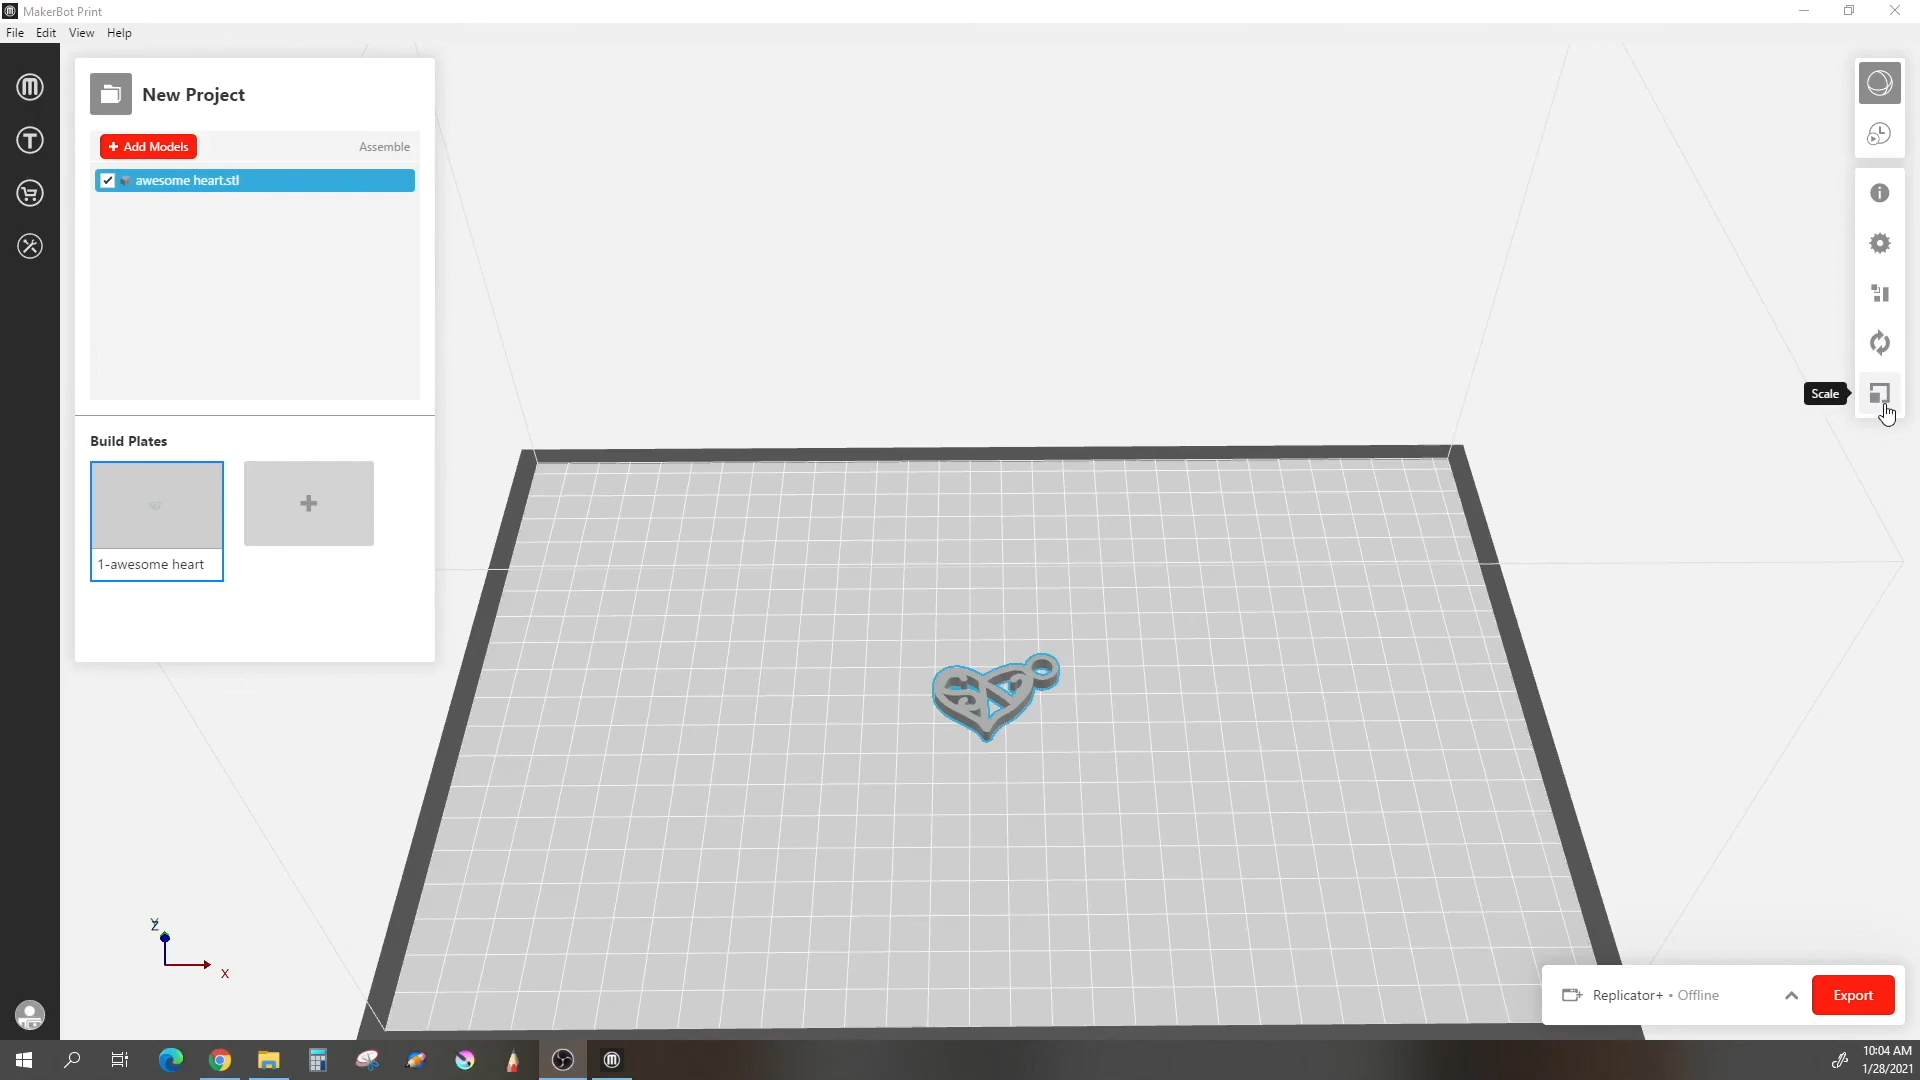 MakerBot Print
File Edit View Help
New Project
+ Add Models
Assemble
awesome heart.stl
Build Plates
1-awesome heart
Scale
Z
Y
X
Replicator+ • Offline
Export
10:04 AM
1/28/2021